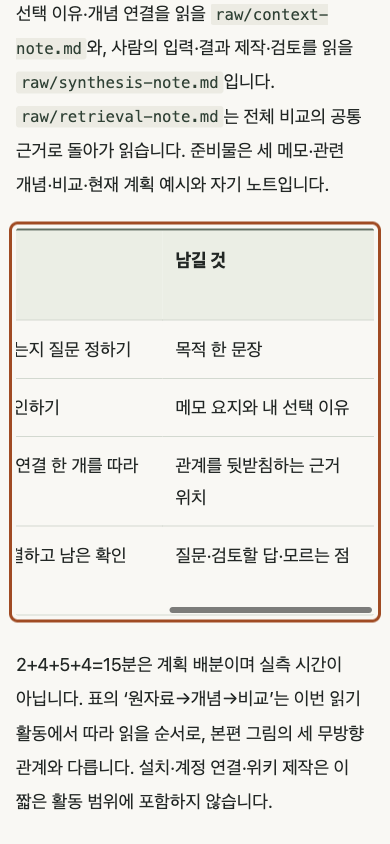 선택 이유·개념 연결을 읽을 raw/context-
note.md와, 사람의 입력·결과 제작·검토를 읽을
raw/synthesis-note.md입니다.
raw/retrieval-note.md는 전체 비교의 공통
근거로 돌아가 읽습니다. 준비물은 세 메모·관련
개념·비교·현재 계획 예시와 자기 노트입니다.
남길 것
는지 질문 정하기 목적 한 문장
인하기 메모 요지와 내 선택 이유
연결 한 개를 따라 관계를 뒷받침하는 근거
위치
결하고 남은 확인 질문·검토할 답·모르는 점
2+4+5+4=15분은 계획 배분이며 실측 시간이
아닙니다. 표의 ‘원자료→개념→비교’는 이번 읽기
활동에서 따라 읽을 순서로, 본편 그림의 세 무방향
관계와 다릅니다. 설치·계정 연결·위키 제작은 이
짧은 활동 범위에 포함하지 않습니다.